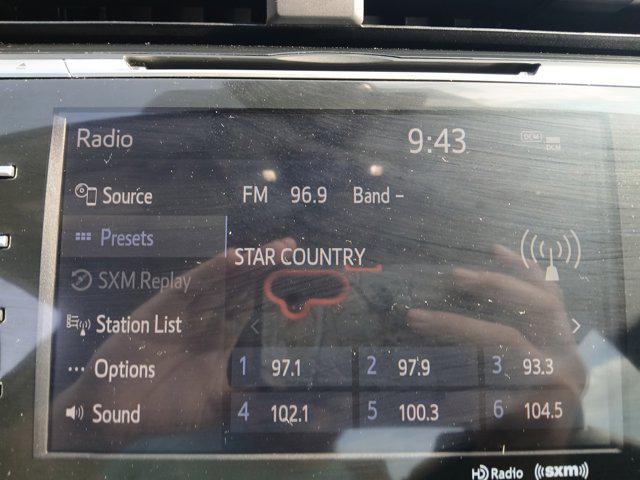 Radio 9:43 DCM DCM
Source FM 96.9 Band -
Presets
STAR COUNTRY
SXM Replay
Station List
Options 1 97.1 2 97.9 3 93.3
Sound 4 102.1 5 100.3 6 104.5
HD Radio ((sxm))